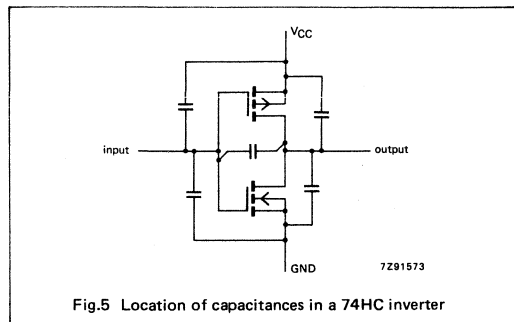 VCC
input
output
GND
7Z91573
Fig.5 Location of capacitances in a 74HC inverter